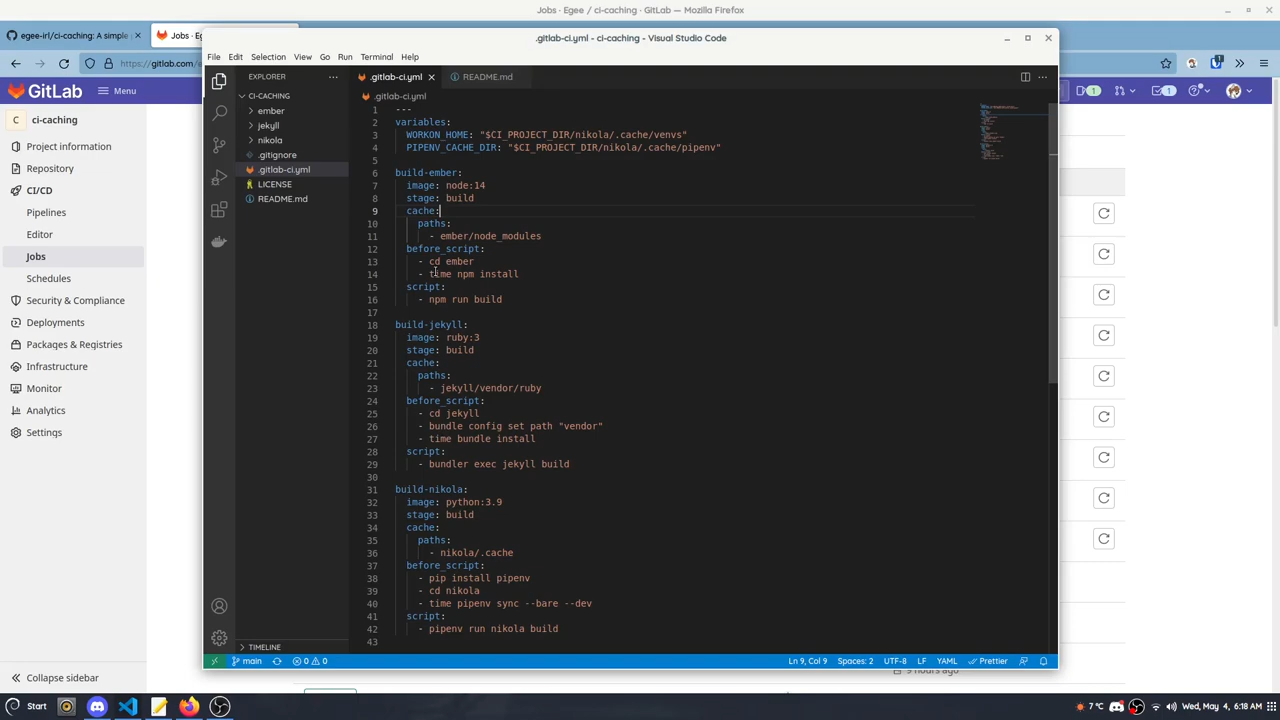 Jobs · Egee / ci-caching · GitLab — Mozilla Firefox
egee-irl/ci-caching: A simple
Jobs · Eg
https://gitlab.com/e
.gitlab-ci.yml - ci-caching - Visual Studio Code
File Edit Selection View Go Run Terminal Help
GitLab
Menu
ci-caching
Project information
Repository
CI/CD
Pipelines
Editor
Jobs
Schedules
Security & Compliance
Deployments
Packages & Registries
Infrastructure
Monitor
Analytics
Settings
Collapse sidebar
EXPLORER
CI-CACHING
ember
jekyll
nikola
.gitignore
.gitlab-ci.yml
LICENSE
README.md
TIMELINE
.gitlab-ci.yml
README.md
.gitlab-ci.yml
1 ---
2 variables:
3 WORKON_HOME: "$CI_PROJECT_DIR/nikola/.cache/venvs"
4 PIPENV_CACHE_DIR: "$CI_PROJECT_DIR/nikola/.cache/pipenv"
5
6 build-ember:
7 image: node:14
8 stage: build
9 cache:
10 paths:
11 - ember/node_modules
12 before_script:
13 - cd ember
14 - time npm install
15 script:
16 - npm run build
17
18 build-jekyll:
19 image: ruby:3
20 stage: build
21 cache:
22 paths:
23 - jekyll/vendor/ruby
24 before_script:
25 - cd jekyll
26 - bundle config set path "vendor"
27 - time bundle install
28 script:
29 - bundler exec jekyll build
30
31 build-nikola:
32 image: python:3.9
33 stage: build
34 cache:
35 paths:
36 - nikola/.cache
37 before_script:
38 - pip install pipenv
39 - cd nikola
40 - time pipenv sync --bare --dev
41 script:
42 - pipenv run nikola build
43
main
0 0
Ln 9, Col 9 Spaces: 2 UTF-8 LF YAML Prettier
9 hours ago
Start
7 °C
Wed, May 4, 6:18 AM